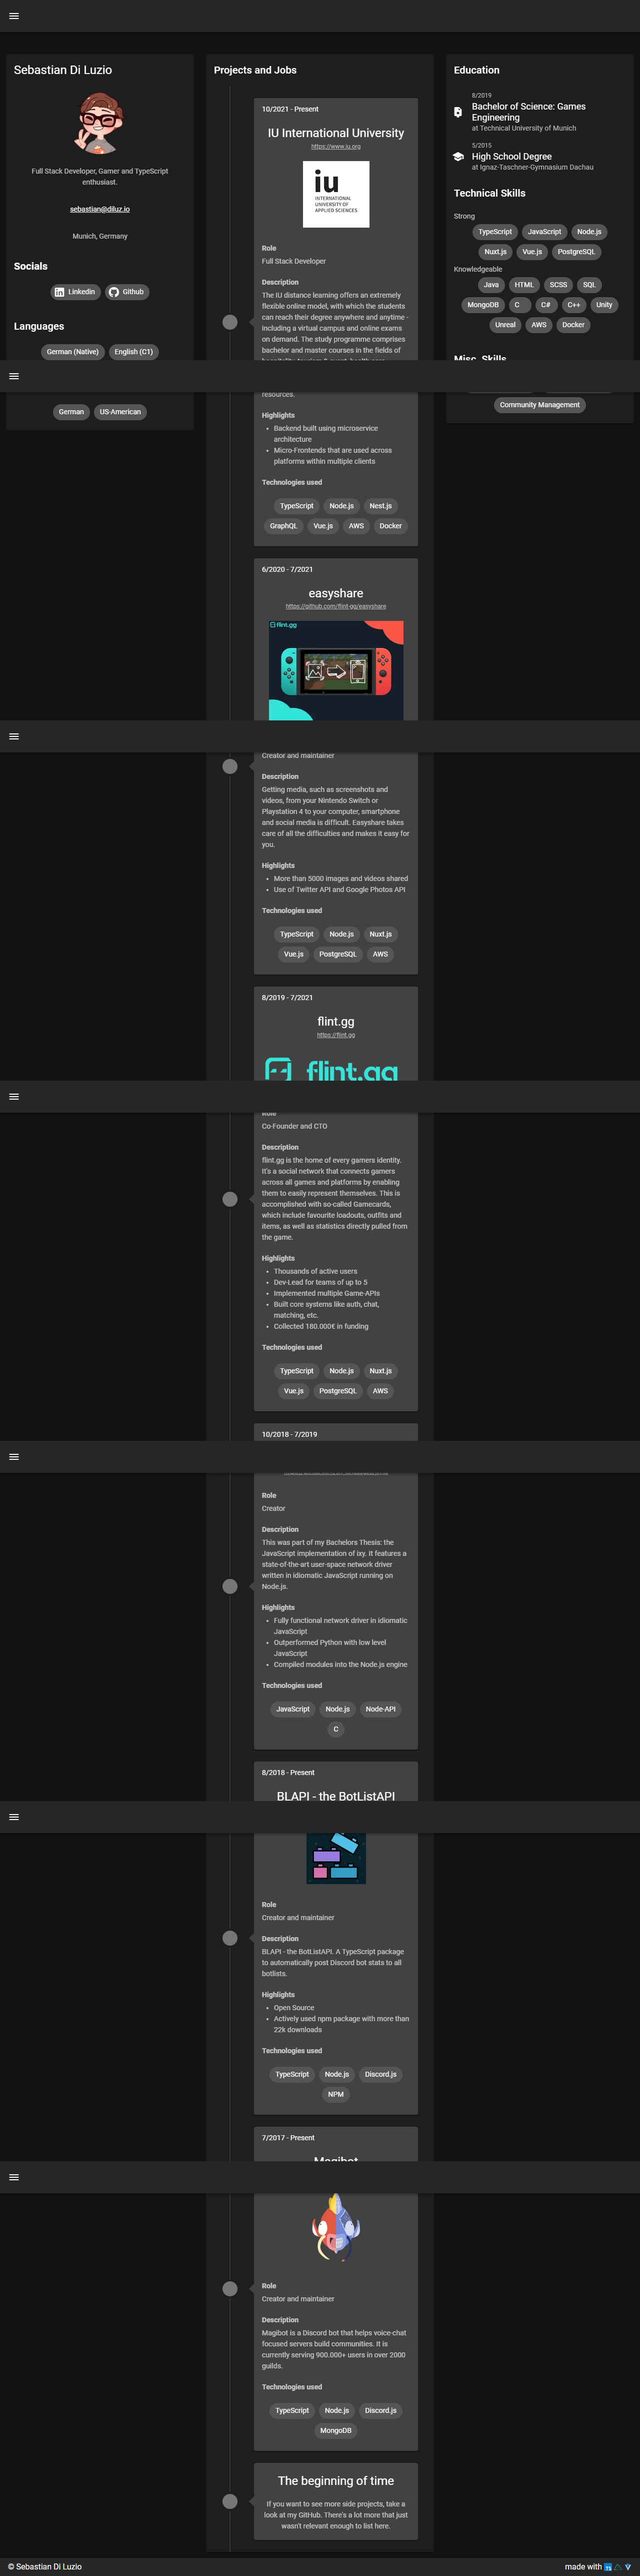 Sebastian Di Luzio
Full Stack Developer, Gamer and TypeScript
enthusiast.
sebastian@diluz.io
Munich, Germany
Socials
Linkedin
Github
Languages
German (Native)
English (C1)
German
US-American
Projects and Jobs
10/2021 - Present
IU International University
https://www.iu.org
iu
INTERNATIONAL
UNIVERSITY OF
APPLIED SCIENCES
Role
Full Stack Developer
Description
The IU distance learning offers an extremely
flexible online model, with which the students
can reach their degree anywhere and anytime -
including a virtual campus and online exams
on demand. The study programme comprises
bachelor and master courses in the fields of
resources.
Highlights
Backend built using microservice
architecture
Micro-Frontends that are used across
platforms within multiple clients
Technologies used
TypeScript
Node.js
Nest.js
GraphQL
Vue.js
AWS
Docker
6/2020 - 7/2021
easyshare
https://github.com/flint-gg/easyshare
flint.gg
Creator and maintainer
Description
Getting media, such as screenshots and
videos, from your Nintendo Switch or
Playstation 4 to your computer, smartphone
and social media is difficult. Easyshare takes
care of all the difficulties and makes it easy for
you.
Highlights
More than 5000 images and videos shared
Use of Twitter API and Google Photos API
Technologies used
TypeScript
Node.js
Nuxt.js
Vue.js
PostgreSQL
AWS
8/2019 - 7/2021
flint.gg
https://flint.gg
flint.gg
Role
Co-Founder and CTO
Description
flint.gg is the home of every gamers identity.
It's a social network that connects gamers
across all games and platforms by enabling
them to easily represent themselves. This is
accomplished with so-called Gamecards,
which include favourite loadouts, outfits and
items, as well as statistics directly pulled from
the game.
Highlights
Thousands of active users
Dev-Lead for teams of up to 5
Implemented multiple Game-APIs
Built core systems like auth, chat,
matching, etc.
Collected 180.000€ in funding
Technologies used
TypeScript
Node.js
Nuxt.js
Vue.js
PostgreSQL
AWS
10/2018 - 7/2019
Role
Creator
Description
This was part of my Bachelors Thesis: the
JavaScript implementation of ixy. It features a
state-of-the-art user-space network driver
written in idiomatic JavaScript running on
Node.js.
Highlights
Fully functional network driver in idiomatic
JavaScript
Outperformed Python with low level
JavaScript
Compiled modules into the Node.js engine
Technologies used
JavaScript
Node.js
Node-API
C
8/2018 - Present
BLAPI - the BotListAPI
Role
Creator and maintainer
Description
BLAPI - the BotListAPI. A TypeScript package
to automatically post Discord bot stats to all
botlists.
Highlights
Open Source
Actively used npm package with more than
22k downloads
Technologies used
TypeScript
Node.js
Discord.js
NPM
7/2017 - Present
Magibot
Role
Creator and maintainer
Description
Magibot is a Discord bot that helps voice-chat
focused servers build communities. It is
currently serving 900.000+ users in over 2000
guilds.
Technologies used
TypeScript
Node.js
Discord.js
MongoDB
The beginning of time
If you want to see more side projects, take a
look at my GitHub. There's a lot more that just
wasn't relevant enough to list here.
Education
8/2019
Bachelor of Science: Games
Engineering
at Technical University of Munich
5/2015
High School Degree
at Ignaz-Taschner-Gymnasium Dachau
Technical Skills
Strong
TypeScript
JavaScript
Node.js
Nuxt.js
Vue.js
PostgreSQL
Knowledgeable
Java
HTML
SCSS
SQL
MongoDB
C
C#
C++
Unity
Unreal
AWS
Docker
Misc. Skills
Community Management
© Sebastian Di Luzio
made with
TS